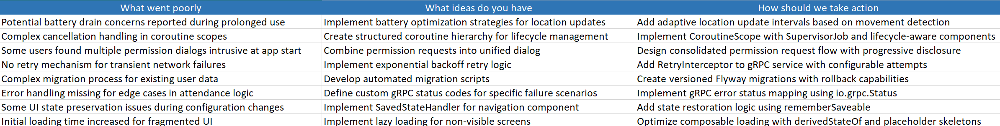 What went poorly What ideas do you have How should we take action
Potential battery drain concerns reported during prolonged use Implement battery optimization strategies for location updates Add adaptive location update intervals based on movement detection
Complex cancellation handling in coroutine scopes Create structured coroutine hierarchy for lifecycle management Implement CoroutineScope with SupervisorJob and lifecycle-aware components
Some users found multiple permission dialogs intrusive at app start Combine permission requests into unified dialog Design consolidated permission request flow with progressive disclosure
No retry mechanism for transient network failures Implement exponential backoff retry logic Add RetryInterceptor to gRPC service with configurable attempts
Complex migration process for existing user data Develop automated migration scripts Create versioned Flyway migrations with rollback capabilities
Error handling missing for edge cases in attendance logic Define custom gRPC status codes for specific failure scenarios Implement gRPC error status mapping using io.grpc.Status
Some UI state preservation issues during configuration changes Implement SavedStateHandler for navigation component Add state restoration logic using rememberSaveable
Initial loading time increased for fragmented UI Implement lazy loading for non-visible screens Optimize composable loading with derivedStateOf and placeholder skeletons